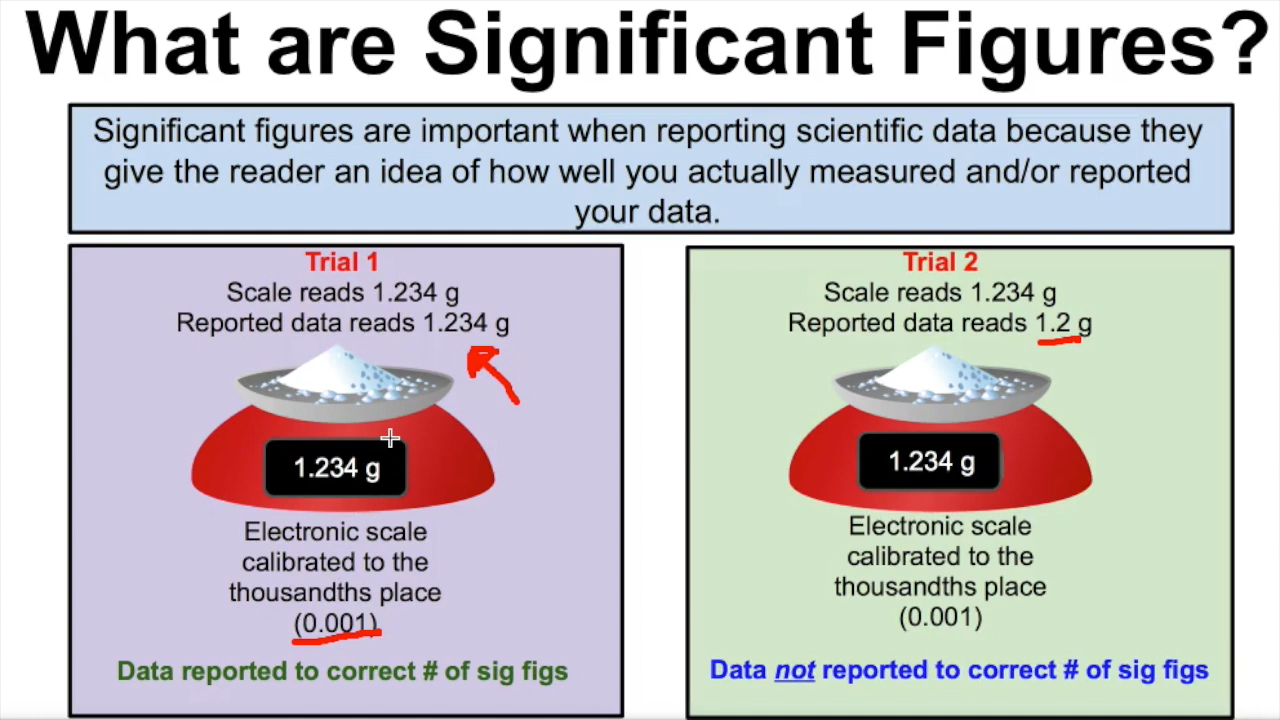 What are Significant Figures?
Significant figures are important when reporting scientific data because they
give the reader an idea of how well you actually measured and/or reported
your data.
Trial 1
Scale reads 1.234 g
Reported data reads 1.234 g
1.234 g
Electronic scale
calibrated to the
thousandths place
(0.001)
Data reported to correct # of sig figs
Trial 2
Scale reads 1.234 g
Reported data reads 1.2 g
1.234 g
Electronic scale
calibrated to the
thousandths place
(0.001)
Data not reported to correct # of sig figs